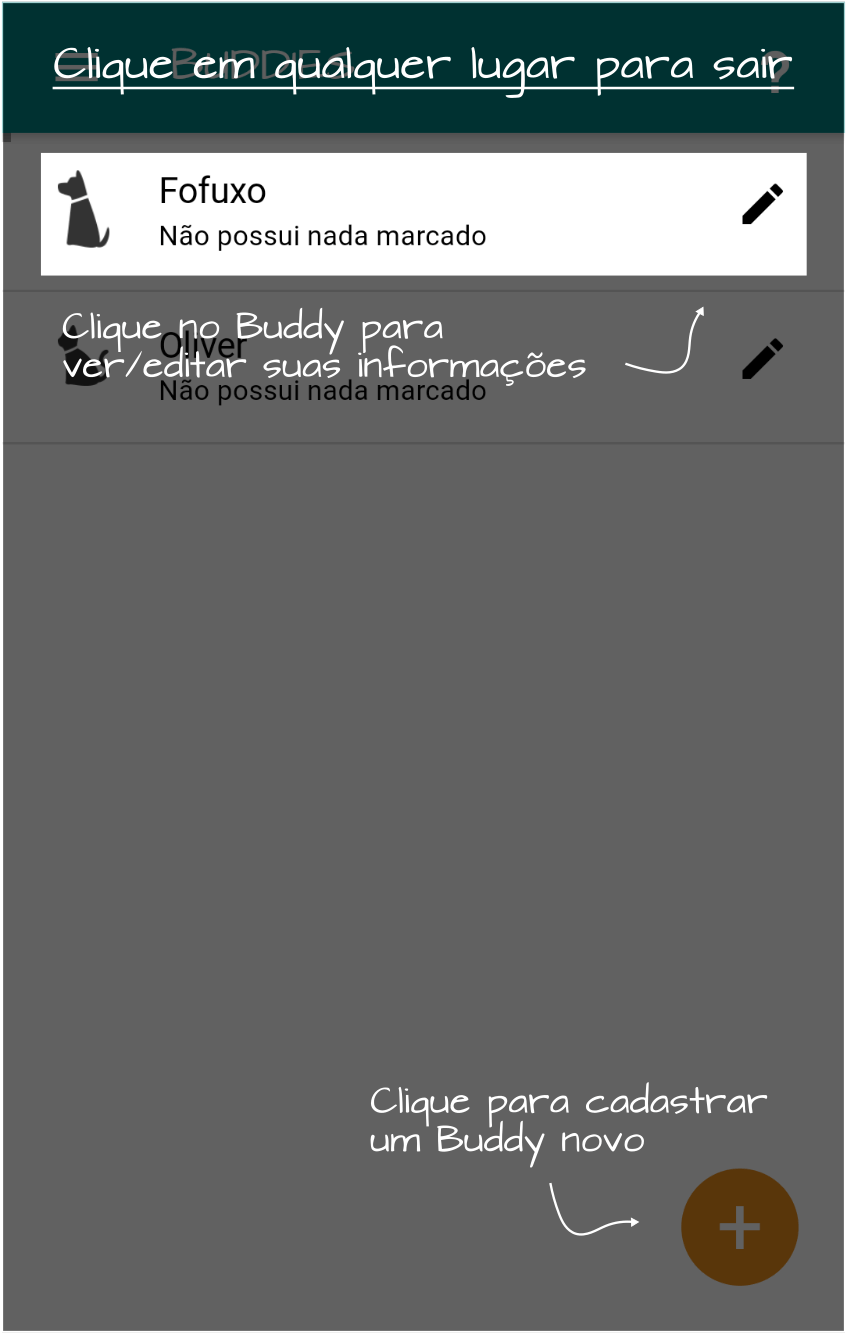 BUDDIES
Clique em qualquer lugar para sair
Fofuxo
Não possui nada marcado
Clique no Buddy para
ver/editar suas informações
Oliver
Não possui nada marcado
Clique para cadastrar
um Buddy novo